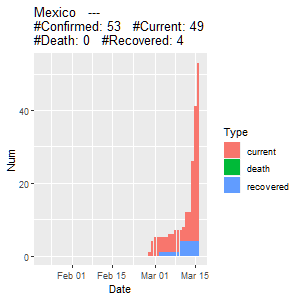 Mexico   ---
#Confirmed: 53   #Current: 49
#Death: 0   #Recovered: 4
Num
40
20
0
Feb 01   Feb 15   Mar 01   Mar 15
Date
Type
current
death
recovered